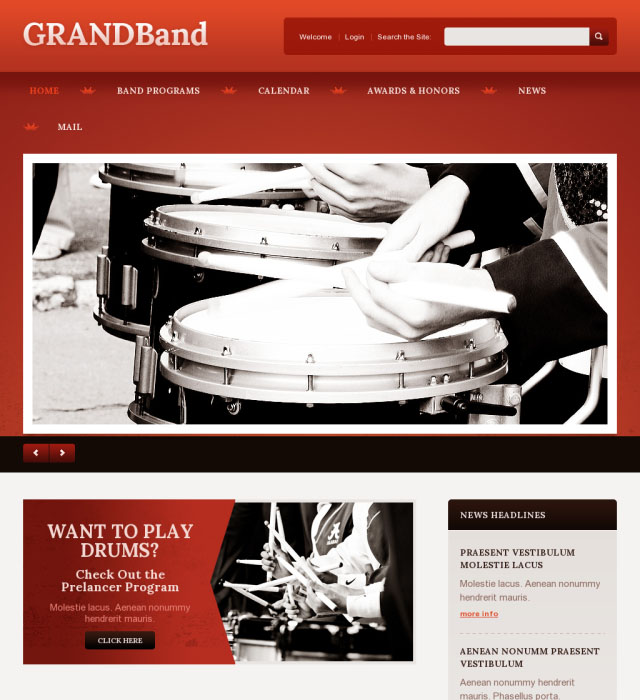 GRANDBand
Welcome Login Search the Site:
HOME BAND PROGRAMS CALENDAR AWARDS & HONORS NEWS
MAIL
WANT TO PLAY
DRUMS?
Check Out the
Prelancer Program
Molestie lacus. Aenean nonummy
hendrerit mauris.
CLICK HERE
NEWS HEADLINES
PRAESENT VESTIBULUM
MOLESTIE LACUS
Molestie lacus. Aenean nonummy
hendrerit mauris.
more info
AENEAN NONUMM PRAESENT
VESTIBULUM
Aenean nonummy hendrerit
mauris. Phasellus porta.